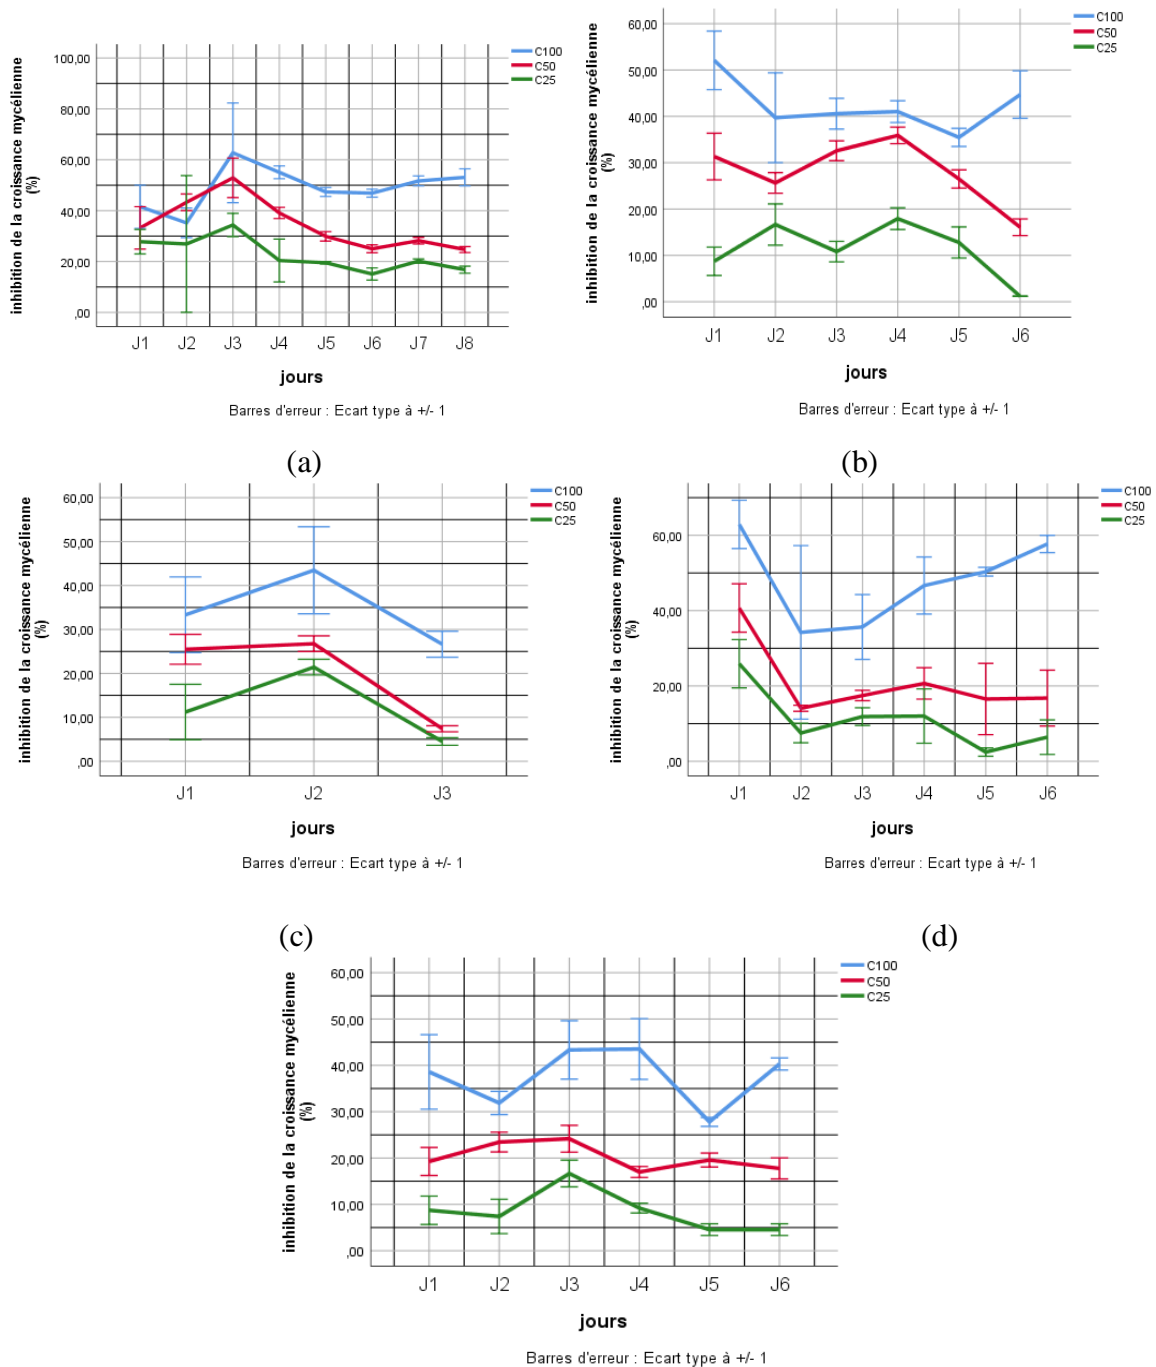 C100
C50
C25
100,00
80,00
60,00
40,00
20,00
,00
inhibition de la croissance mycélienne
(%)
J1 J2 J3 J4 J5 J6 J7 J8
jours
Barres d'erreur : Ecart type à +/- 1
(a)
C100
C50
C25
60,00
50,00
40,00
30,00
20,00
10,00
,00
inhibition de la croissance mycélienne
(%)
J1 J2 J3 J4 J5 J6
jours
Barres d'erreur : Ecart type à +/- 1
(b)
C100
C50
C25
60,00
50,00
40,00
30,00
20,00
10,00
,00
inhibition de la croissance mycélienne
(%)
J1 J2 J3
jours
Barres d'erreur : Ecart type à +/- 1
(c)
C100
C50
C25
60,00
40,00
20,00
,00
inhibition de la croissance mycélienne
(%)
J1 J2 J3 J4 J5 J6
jours
Barres d'erreur : Ecart type à +/- 1
(d)
C100
C50
C25
60,00
50,00
40,00
30,00
20,00
10,00
,00
inhibition de la croissance mycélienne
(%)
J1 J2 J3 J4 J5 J6
jours
Barres d'erreur : Ecart type à +/- 1